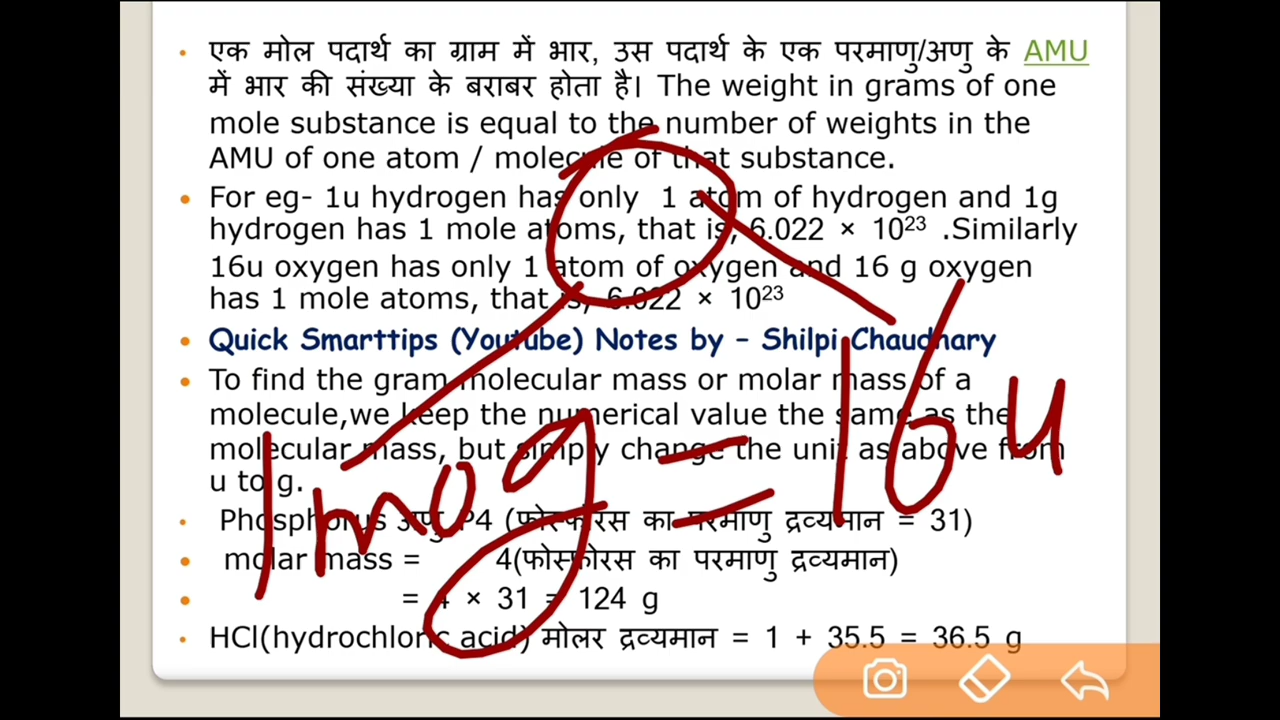 • एक मोल पदार्थ का ग्राम में भार, उस पदार्थ के एक परमाणु/अणु के AMU
में भार की संख्या के बराबर होता है। The weight in grams of one
mole substance is equal to the number of weights in the
AMU of one atom / molecule of that substance.
• For eg- 1u hydrogen has only 1 atom of hydrogen and 1g
hydrogen has 1 mole atoms, that is, 6.022 × 10²³ .Similarly
16u oxygen has only 1 atom of oxygen and 16 g oxygen
has 1 mole atoms, that is, 6.022 × 10²³
• Quick Smarttips (Youtube) Notes by – Shilpi Chaudhary
• To find the gram molecular mass or molar mass of a
molecule,we keep the numerical value the same as the
molecular mass, but simply change the unit as above from
u to g.
• Phosphorus अणु P4 (फोस्फोरस का परमाणु द्रव्यमान = 31)
• molar mass = 4(फोस्फोरस का परमाणु द्रव्यमान)
• = 4 × 31 = 124 g
• HCl(hydrochloric acid) मोलर द्रव्यमान = 1 + 35.5 = 36.5 g
= 16u